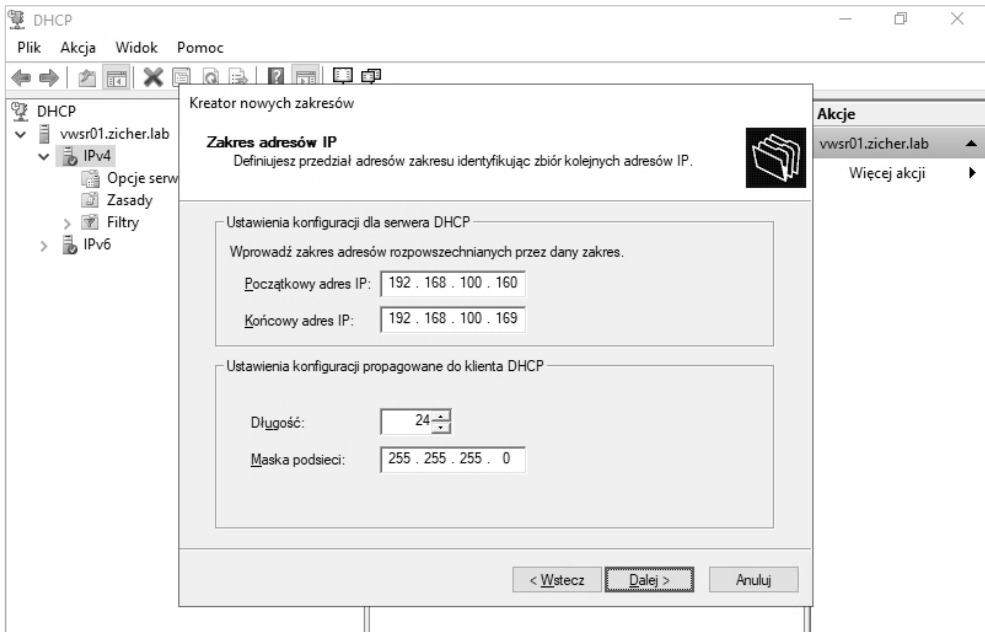 DHCP
Plik Akcja Widok Pomoc
DHCP
vwsr01.zicher.lab
IPv4
Opcje serw
Zasady
Filtry
IPv6
Kreator nowych zakresów
Zakres adresów IP
Definiujesz przedział adresów zakresu identyfikując zbiór kolejnych adresów IP.
Ustawienia konfiguracji dla serwera DHCP
Wprowadź zakres adresów rozpowszechnianych przez dany zakres.
Początkowy adres IP: 192 . 168 . 100 . 160
Końcowy adres IP: 192 . 168 . 100 . 169
Ustawienia konfiguracji propagowane do klienta DHCP
Długość: 24
Maska podsieci: 255 . 255 . 255 . 0
< Wstecz Dalej > Anuluj
Akcje
vwsr01.zicher.lab
Więcej akcji